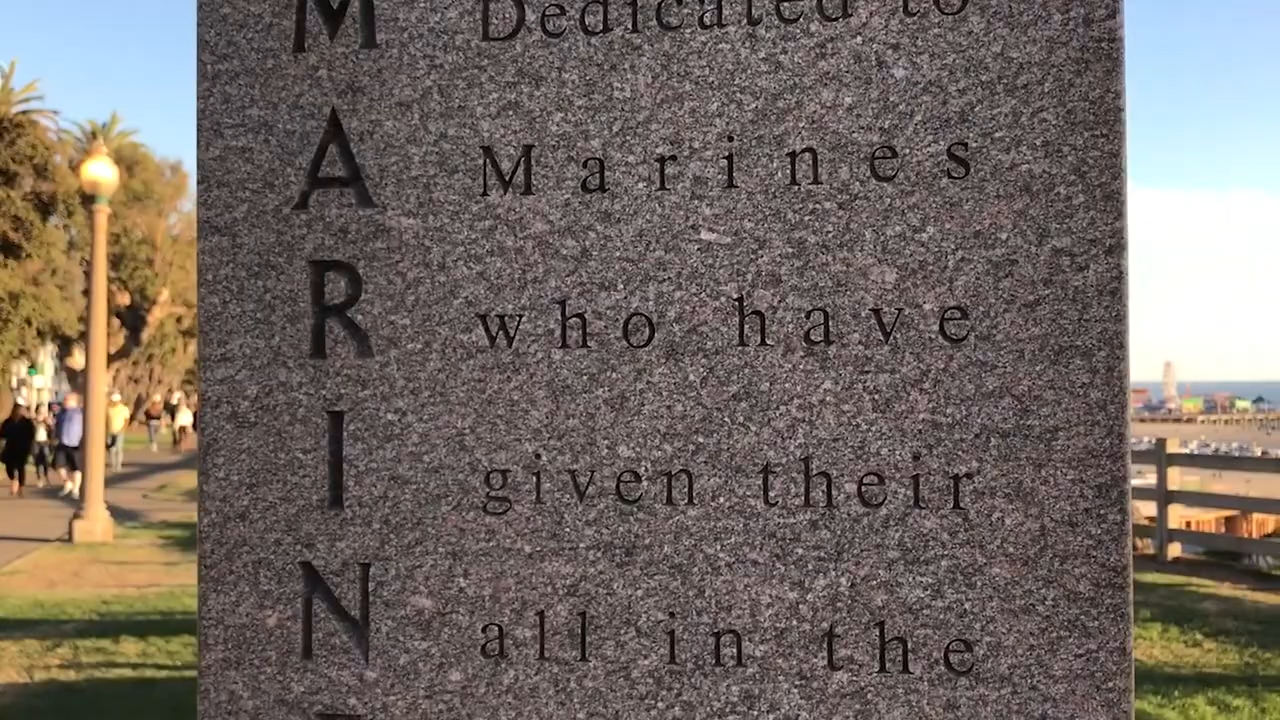 M
A
R
I
N
Dedicated to
Marines
who have
given their
all in the